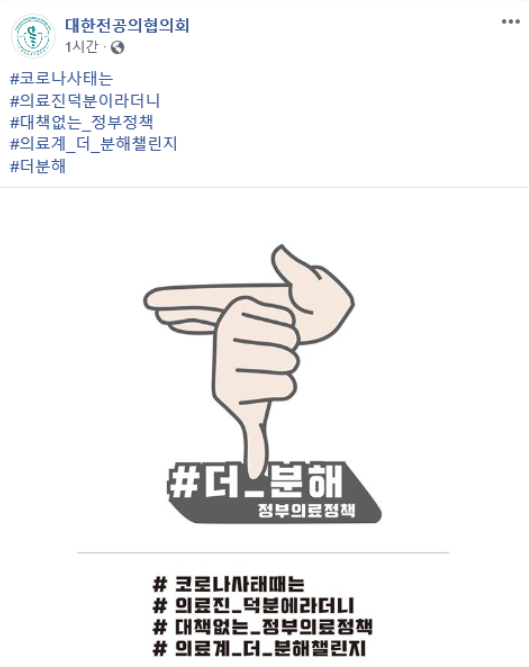 대한전공의협의회
1시간 ·
#코로나사태는
#의료진덕분이라더니
#대책없는_정부정책
#의료계_더_분해챌린지
#더분해
#더_분해
정부의료정책
# 코로나사태때는
# 의료진_덕분에라더니
# 대책없는_정부의료정책
# 의료계_더_분해챌린지